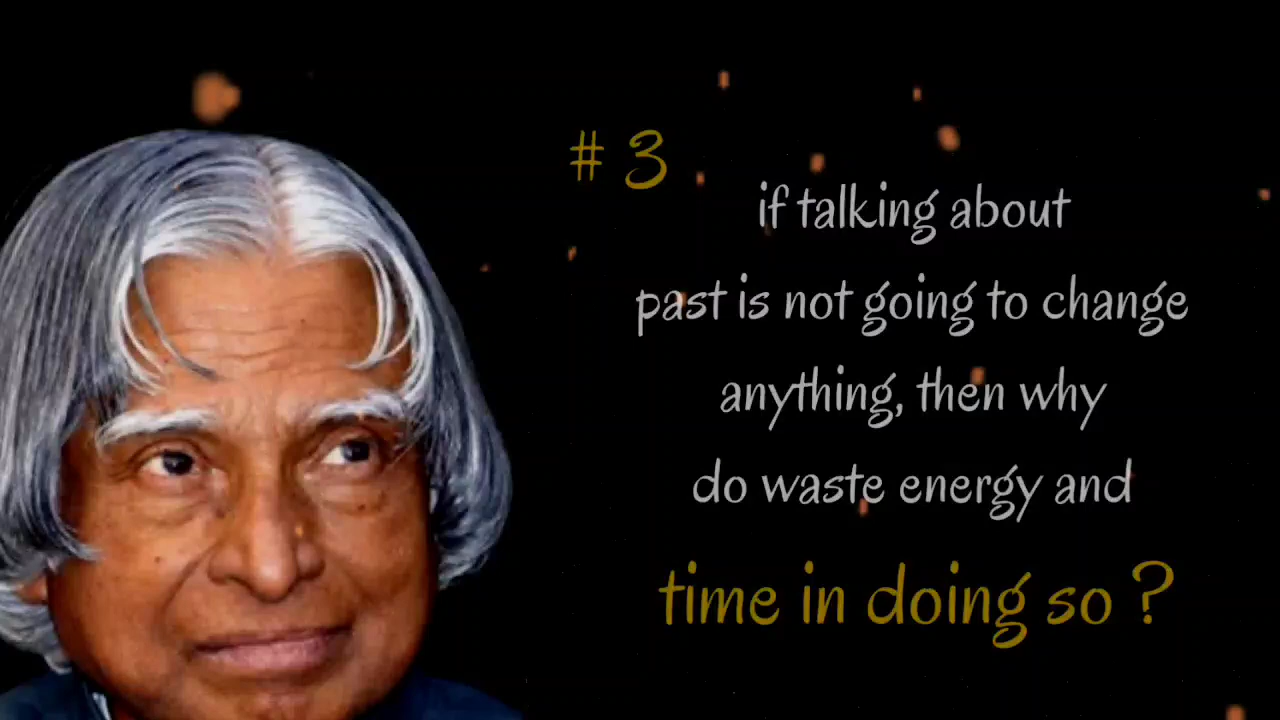 # 3
if talking about
past is not going to change
anything, then why
do waste energy and
time in doing so ?